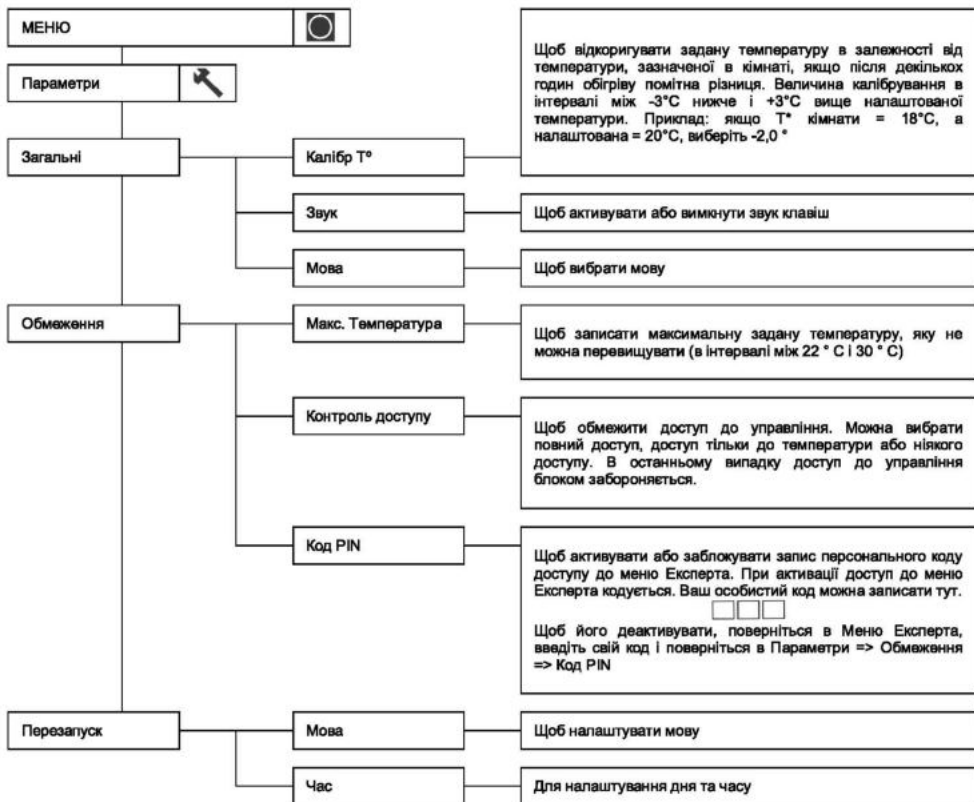 МЕНЮ
Параметри
Щоб відкоригувати задану температуру в залежності від
температури, зазначеної в кімнаті, якщо після декількох
годин обігріву помітна різниця. Величина калібрування в
інтервалі між -3°C нижче і +3°C вище налаштованої
температури. Приклад: якщо T* кімнати = 18°C, а
налаштована = 20°C, виберіть -2,0 °
Загальні
Калібр Tº
Звук
Щоб активувати або вимкнути звук клавіш
Мова
Щоб вибрати мову
Обмеження
Макс. Температура
Щоб записати максимальну задану температуру, яку не
можна перевищувати (в інтервалі між 22 ° C і 30 ° C)
Контроль доступу
Щоб обмежити доступ до управління. Можна вибрати
повний доступ, доступ тільки до температури або ніякого
доступу. В останньому випадку доступ до управління
блоком забороняється.
Код PIN
Щоб активувати або заблокувати запис персонального коду
доступу до меню Експерта. При активації доступ до меню
Експерта кодується. Ваш особистий код можна записати тут.
Щоб його деактивувати, поверніться в Меню Експерта,
введіть свій код і поверніться в Параметри => Обмеження
=> Код PIN
Перезапуск
Мова
Щоб налаштувати мову
Час
Для налаштування дня та часу